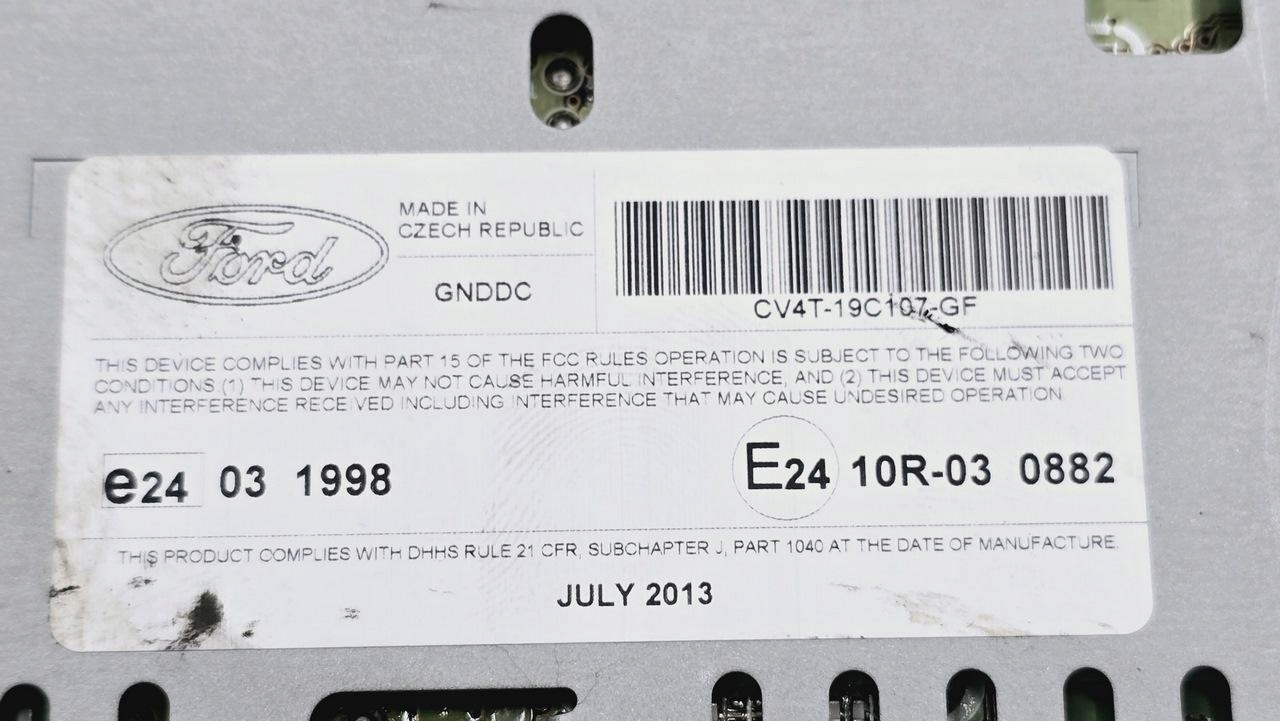 Ford
MADE IN
CZECH REPUBLIC
GNDDC
CV4T-19C107-GF
THIS DEVICE COMPLIES WITH PART 15 OF THE FCC RULES OPERATION IS SUBJECT TO THE FOLLOWING TWO
CONDITIONS (1) THIS DEVICE MAY NOT CAUSE HARMFUL INTERFERENCE, AND (2) THIS DEVICE MUST ACCEPT
ANY INTERFERENCE RECEIVED INCLUDING INTERFERENCE THAT MAY CAUSE UNDESIRED OPERATION.
e24 03 1998
E24 10R-03 0882
THIS PRODUCT COMPLIES WITH DHHS RULE 21 CFR, SUBCHAPTER J, PART 1040 AT THE DATE OF MANUFACTURE.
JULY 2013